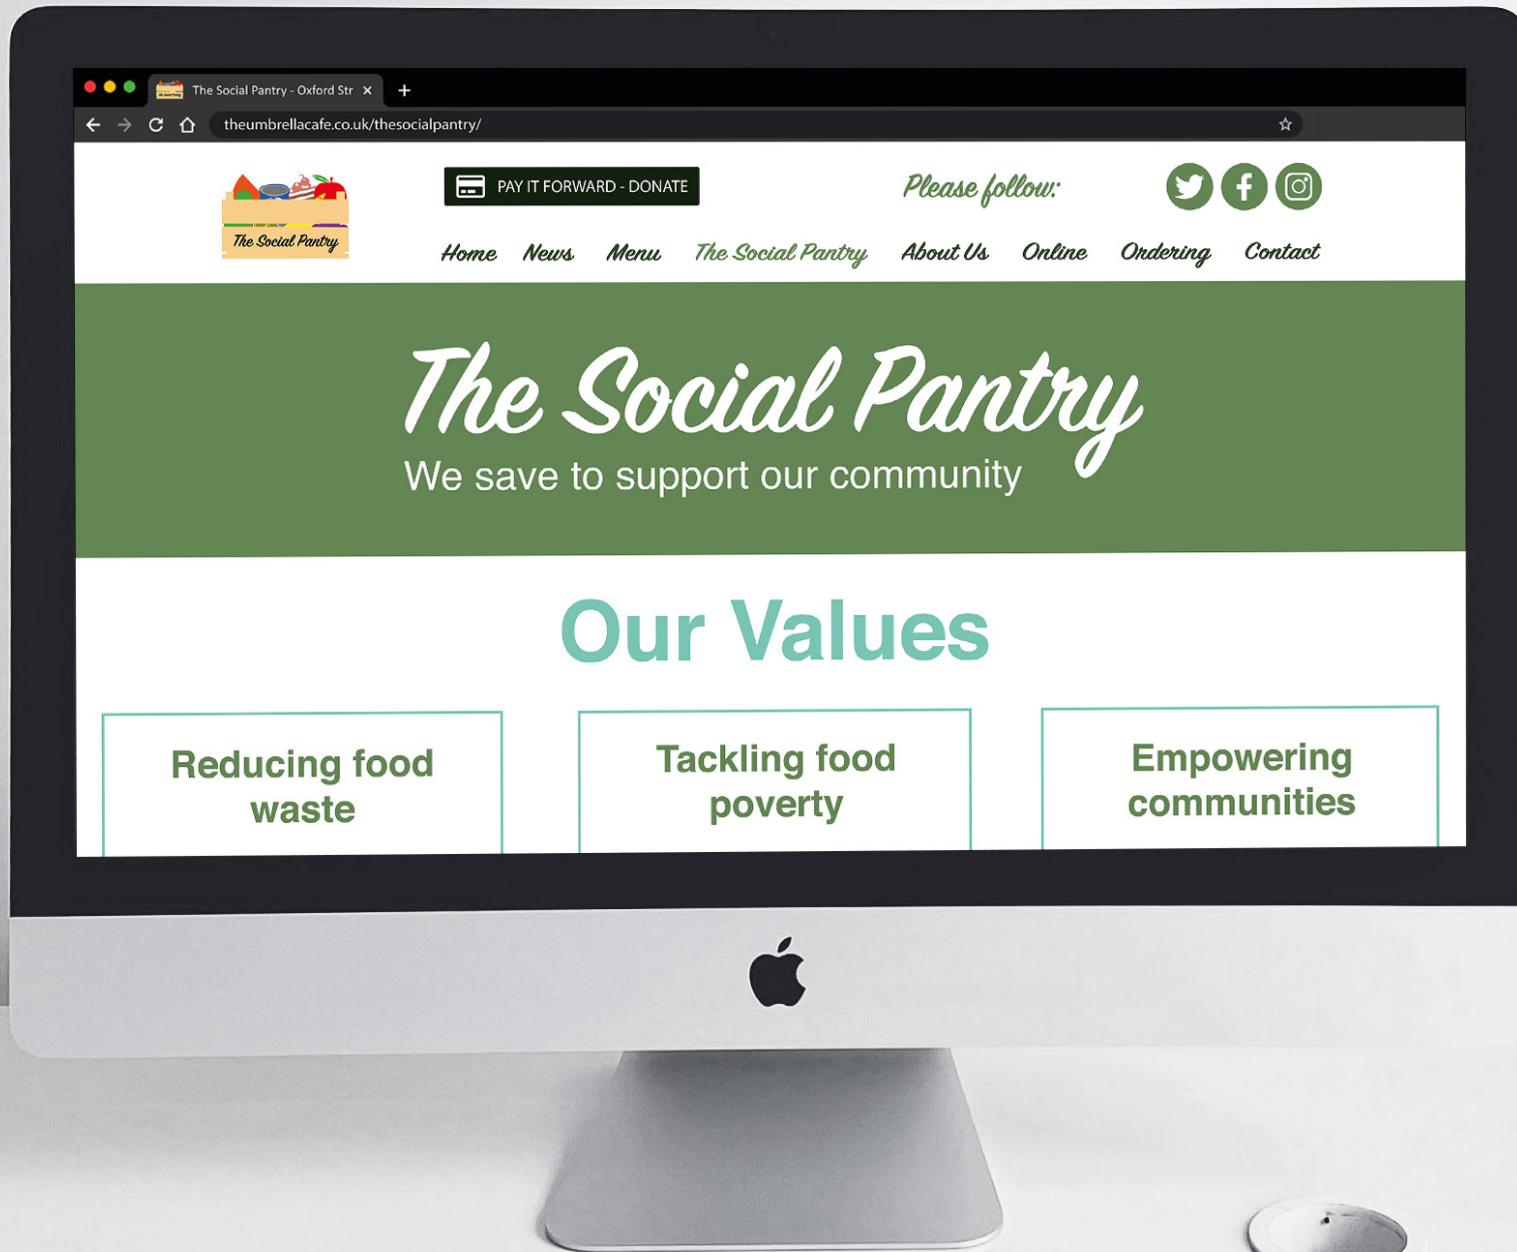 The Social Pantry - Oxford Str
theumbrellacafe.co.uk/thesocialpantry/
The Social Pantry
PAY IT FORWARD - DONATE
Please follow:
Home News Menu The Social Pantry About Us Online Ordering Contact
The Social Pantry
We save to support our community
Our Values
Reducing food
waste
Tackling food
poverty
Empowering
communities